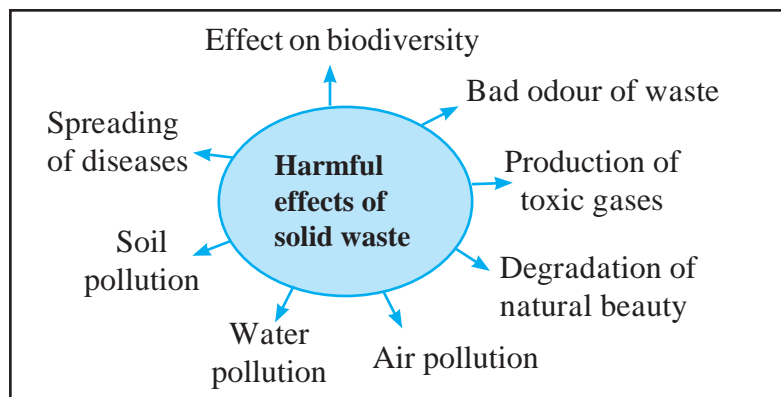 Effect on biodiversity
Bad odour of waste
Production of
toxic gases
Degradation of
natural beauty
Air pollution
Water
pollution
Soil
pollution
Spreading
of diseases
Harmful
effects of
solid waste